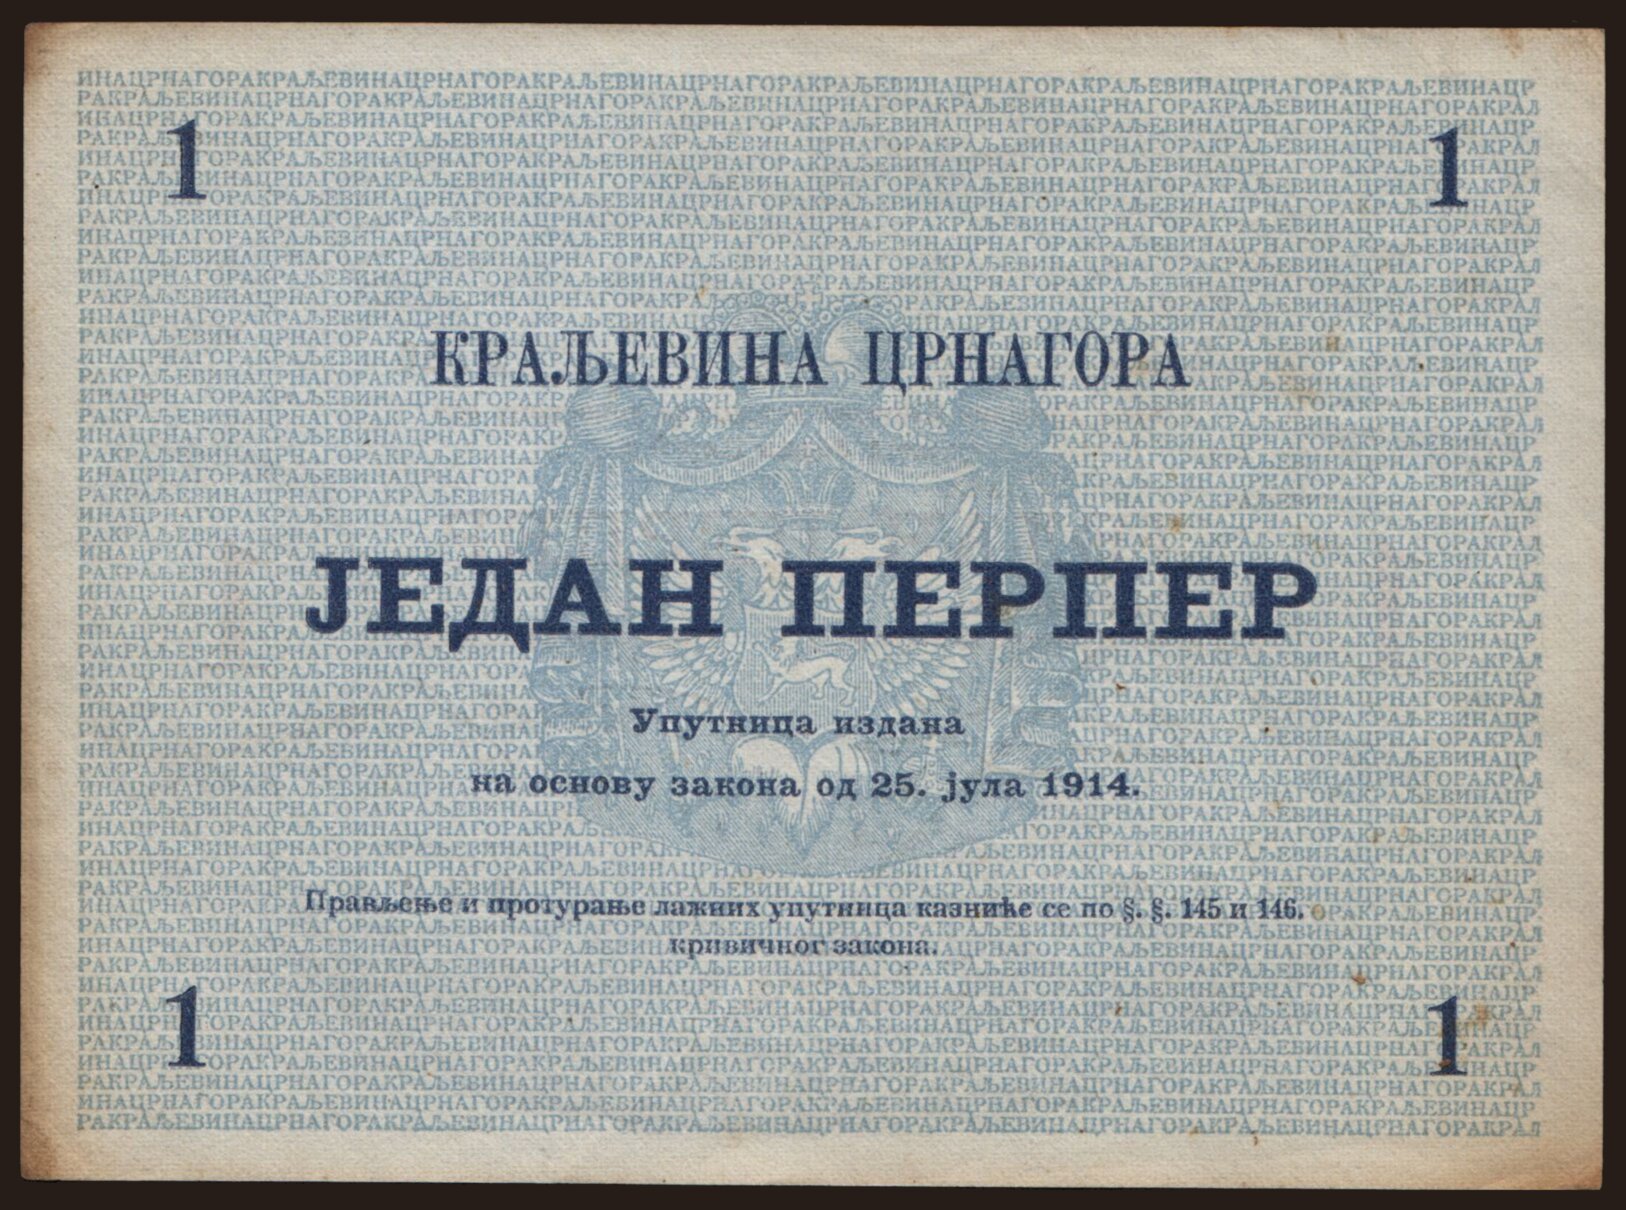 1 1
КРАЉЕВИНА ЦРНАГОРА
ЈЕДАН ПЕРПЕР
Упутница издана
на основу закона од 25. јула 1914.
Прављење и протурање лажних упутница казниће се по §. §. 145 и 146.
кривичног закона.
1 1